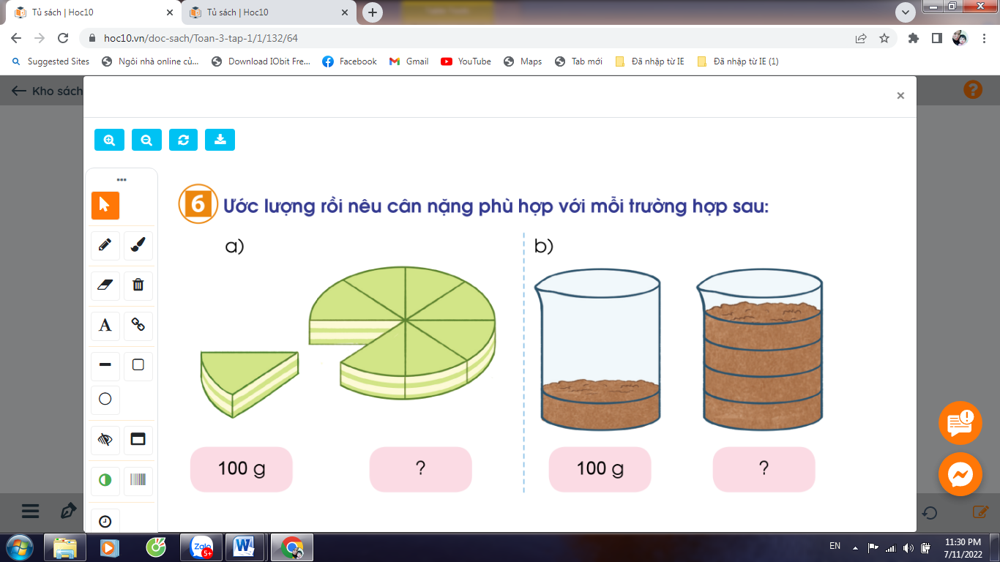 Tủ sách | Hoc10
Tủ sách | Hoc10
hoc10.vn/doc-sach/Toan-3-tap-1/1/132/64
Suggested Sites
Ngôi nhà online củ...
Download IObit Fre...
Facebook
Gmail
YouTube
Maps
Tab mới
Đã nhập từ IE
Đã nhập từ IE (1)
Kho sách
6 Ước lượng rồi nêu cân nặng phù hợp với mỗi trường hợp sau:
a)
b)
100 g
?
100 g
?
Zalo
5+
EN
11:30 PM
7/11/2022